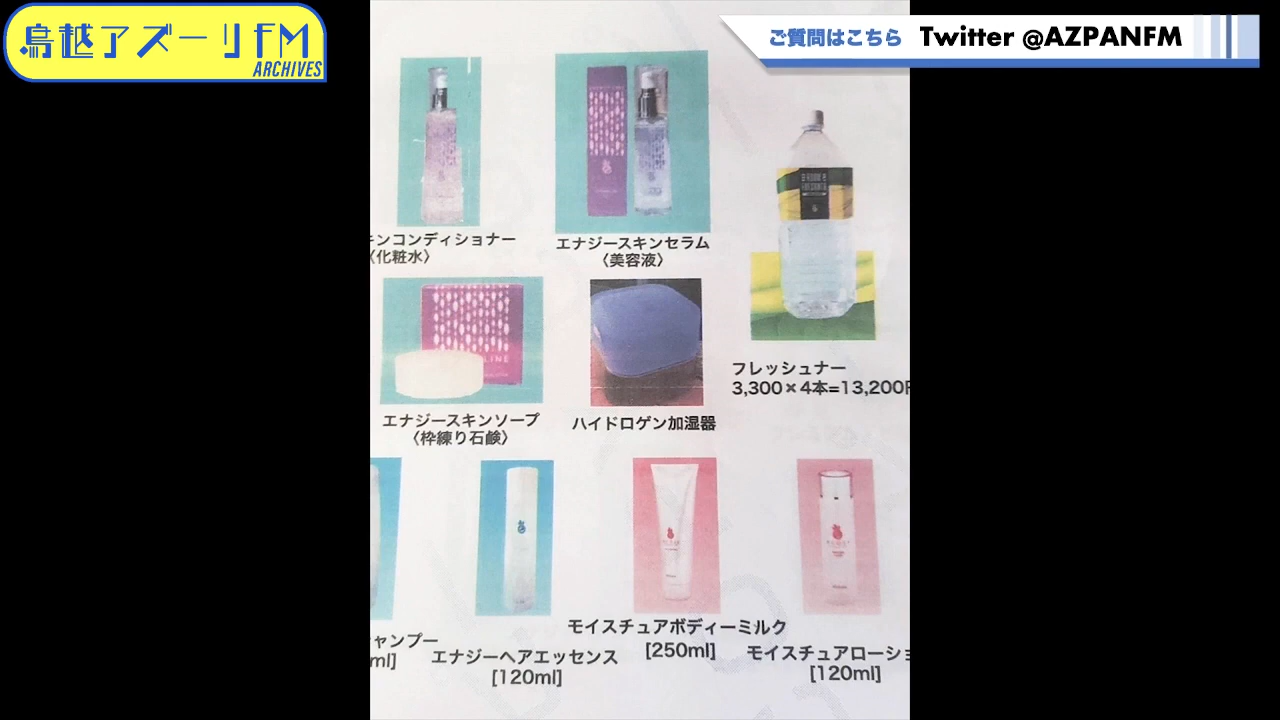 鳥越アズーリFM
ARCHIVES
ご質問はこちら Twitter @AZPANFM
キンコンディショナー
〈化粧水〉
エナジースキンセラム
〈美容液〉
フレッシュナー
3,300×4本=13,200
LINE
エナジースキンソープ
〈枠練り石鹸〉
ハイドロゲン加湿器
ャンプー
ml]
エナジーヘアエッセンス
[120ml]
モイスチュアボディーミルク
[250ml]
モイスチュアローショ
[120ml]